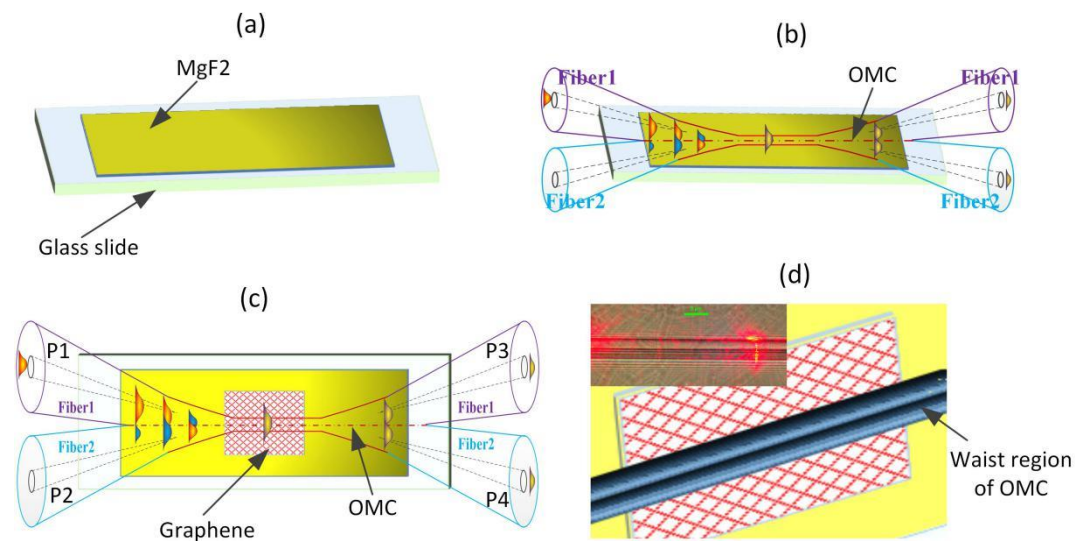 (a)
MgF2
Glass slide
(b)
OMC
Fiber1
Fiber1
Fiber2
Fiber2
(c)
P1
P3
Fiber1
Fiber1
Fiber2
Fiber2
P2
P4
OMC
Graphene
(d)
Waist region
of OMC